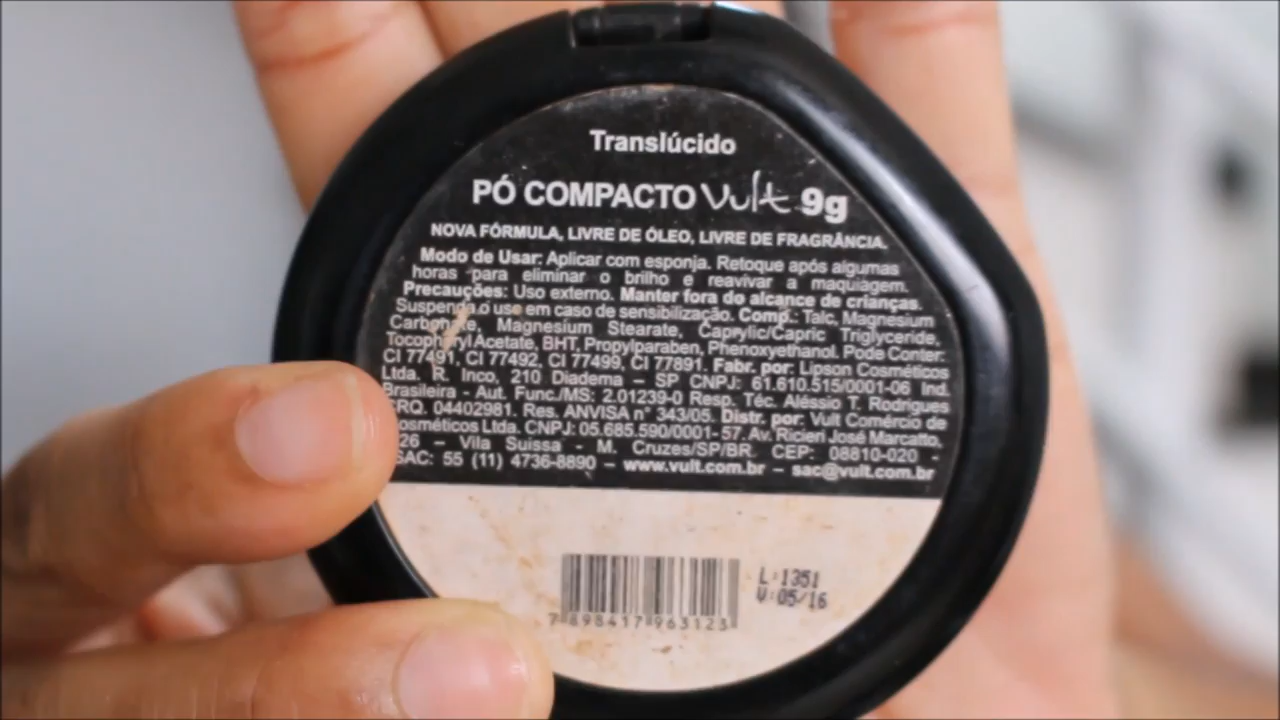 Translúcido
PÓ COMPACTO Vult 9g
NOVA FÓRMULA, LIVRE DE ÓLEO, LIVRE DE FRAGRÂNCIA.
Modo de Usar: Aplicar com esponja. Retoque após algumas
horas para eliminar o brilho e reavivar a maquiagem.
Precauções: Uso externo. Manter fora do alcance de crianças.
Suspenda o uso em caso de sensibilização. Comp.: Talc, Magnesium
Carbonate, Magnesium Stearate, Caprylic/Capric Triglyceride,
Tocopheryl Acetate, BHT, Propylparaben, Phenoxyethanol. Pode Conter:
CI 77491, CI 77492, CI 77499, CI 77891. Fabr. por: Lipson Cosméticos
Ltda. R. Inco, 210 Diadema – SP CNPJ: 61.610.515/0001-06 Ind.
Brasileira - Aut. Func./MS: 2.01239-0 Resp. Téc. Aléssio T. Rodrigues
CRQ. 04402981. Res. ANVISA n° 343/05. Distr. por: Vult Comércio de
osméticos Ltda. CNPJ: 05.685.590/0001-57. Av. Ricieri José Marcatto,
26 – Vila Suissa - M. Cruzes/SP/BR. CEP: 08810-020 -
SAC: 55 (11) 4736-8890 – www.vult.com.br – sac@vult.com.br
L:1351
V:05/16
7 898417 963123